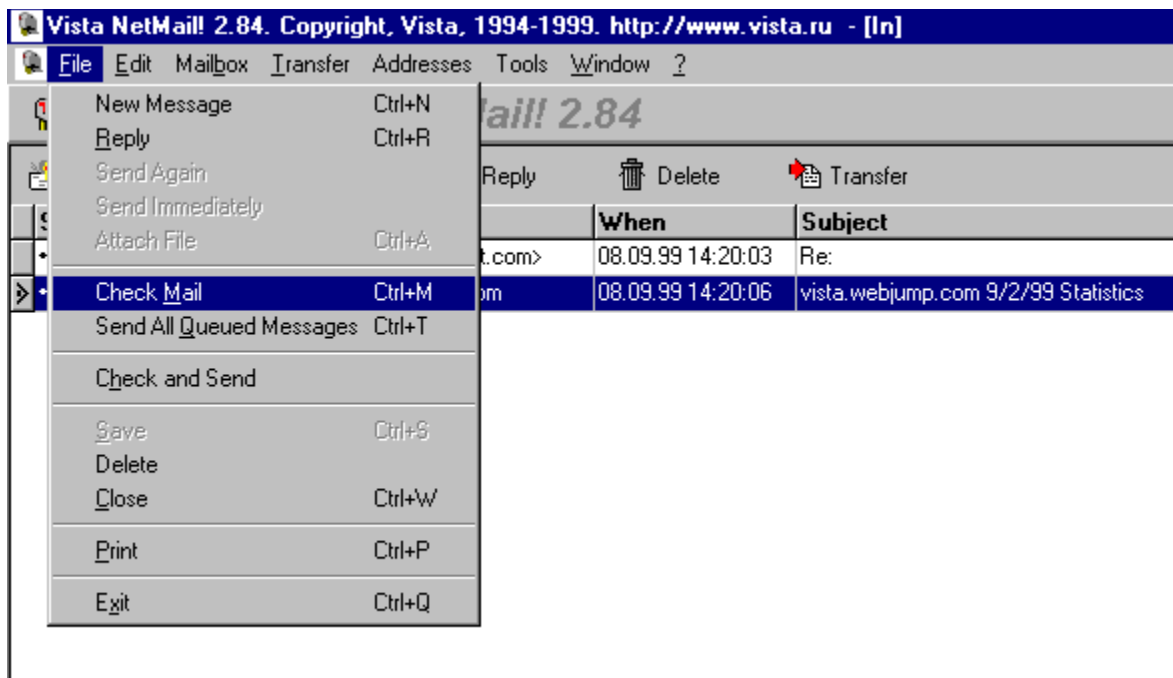 Vista NetMail! 2.84. Copyright, Vista, 1994-1999. http://www.vista.ru - [In]
File Edit Mailbox Transfer Addresses Tools Window ?
New Message Ctrl+N
Reply Ctrl+R
Send Again
Send Immediately
Attach File Ctrl+A
Check Mail Ctrl+M
Send All Queued Messages Ctrl+T
Check and Send
Save Ctrl+S
Delete
Close Ctrl+W
Print Ctrl+P
Exit Ctrl+Q
ail! 2.84
Reply Delete Transfer
When Subject
t.com> 08.09.99 14:20:03 Re:
om 08.09.99 14:20:06 vista.webjump.com 9/2/99 Statistics